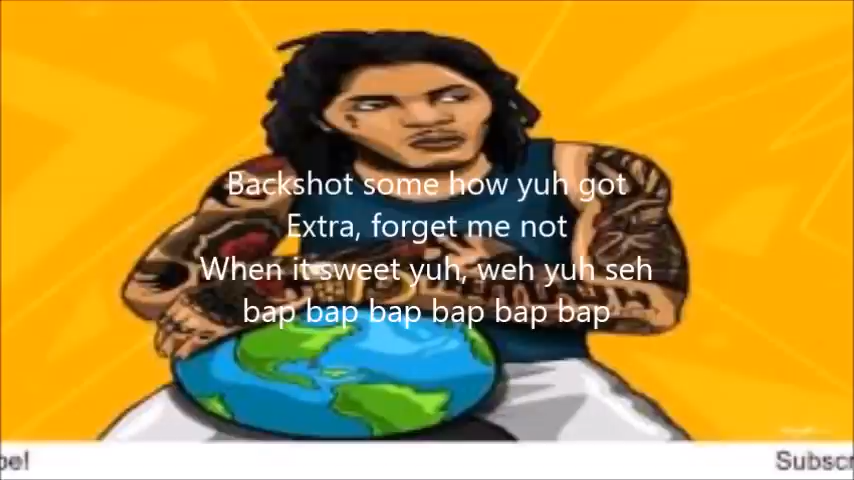 Backshot some how yuh got
Extra, forget me not
When it sweet yuh, weh yuh seh
bap bap bap bap bap bap